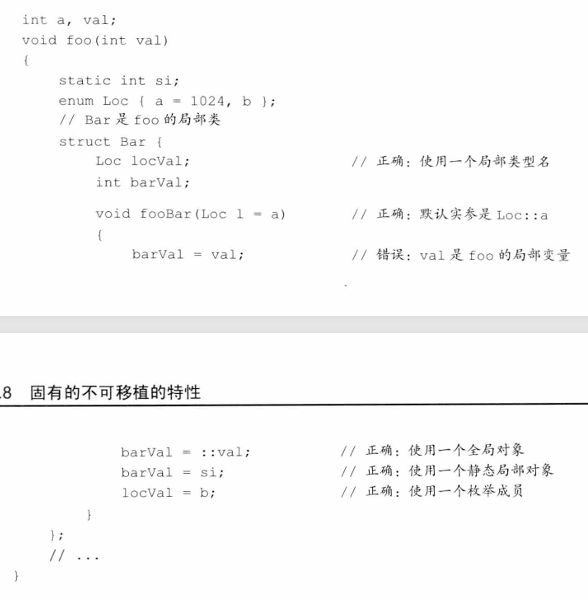 int a, val;
void foo(int val)
{
static int si;
enum Loc { a = 1024, b };
// Bar 是 foo 的局部类
struct Bar {
Loc locVal; // 正确：使用一个局部类型名
int barVal;
void fooBar(Loc l = a) // 正确：默认实参是 Loc::a
{
barVal = val; // 错误：val 是 foo 的局部变量
.8 固有的不可移植的特性
barVal = ::val; // 正确：使用一个全局对象
barVal = si; // 正确：使用一个静态局部对象
locVal = b; // 正确：使用一个枚举成员
}
};
// ...
}